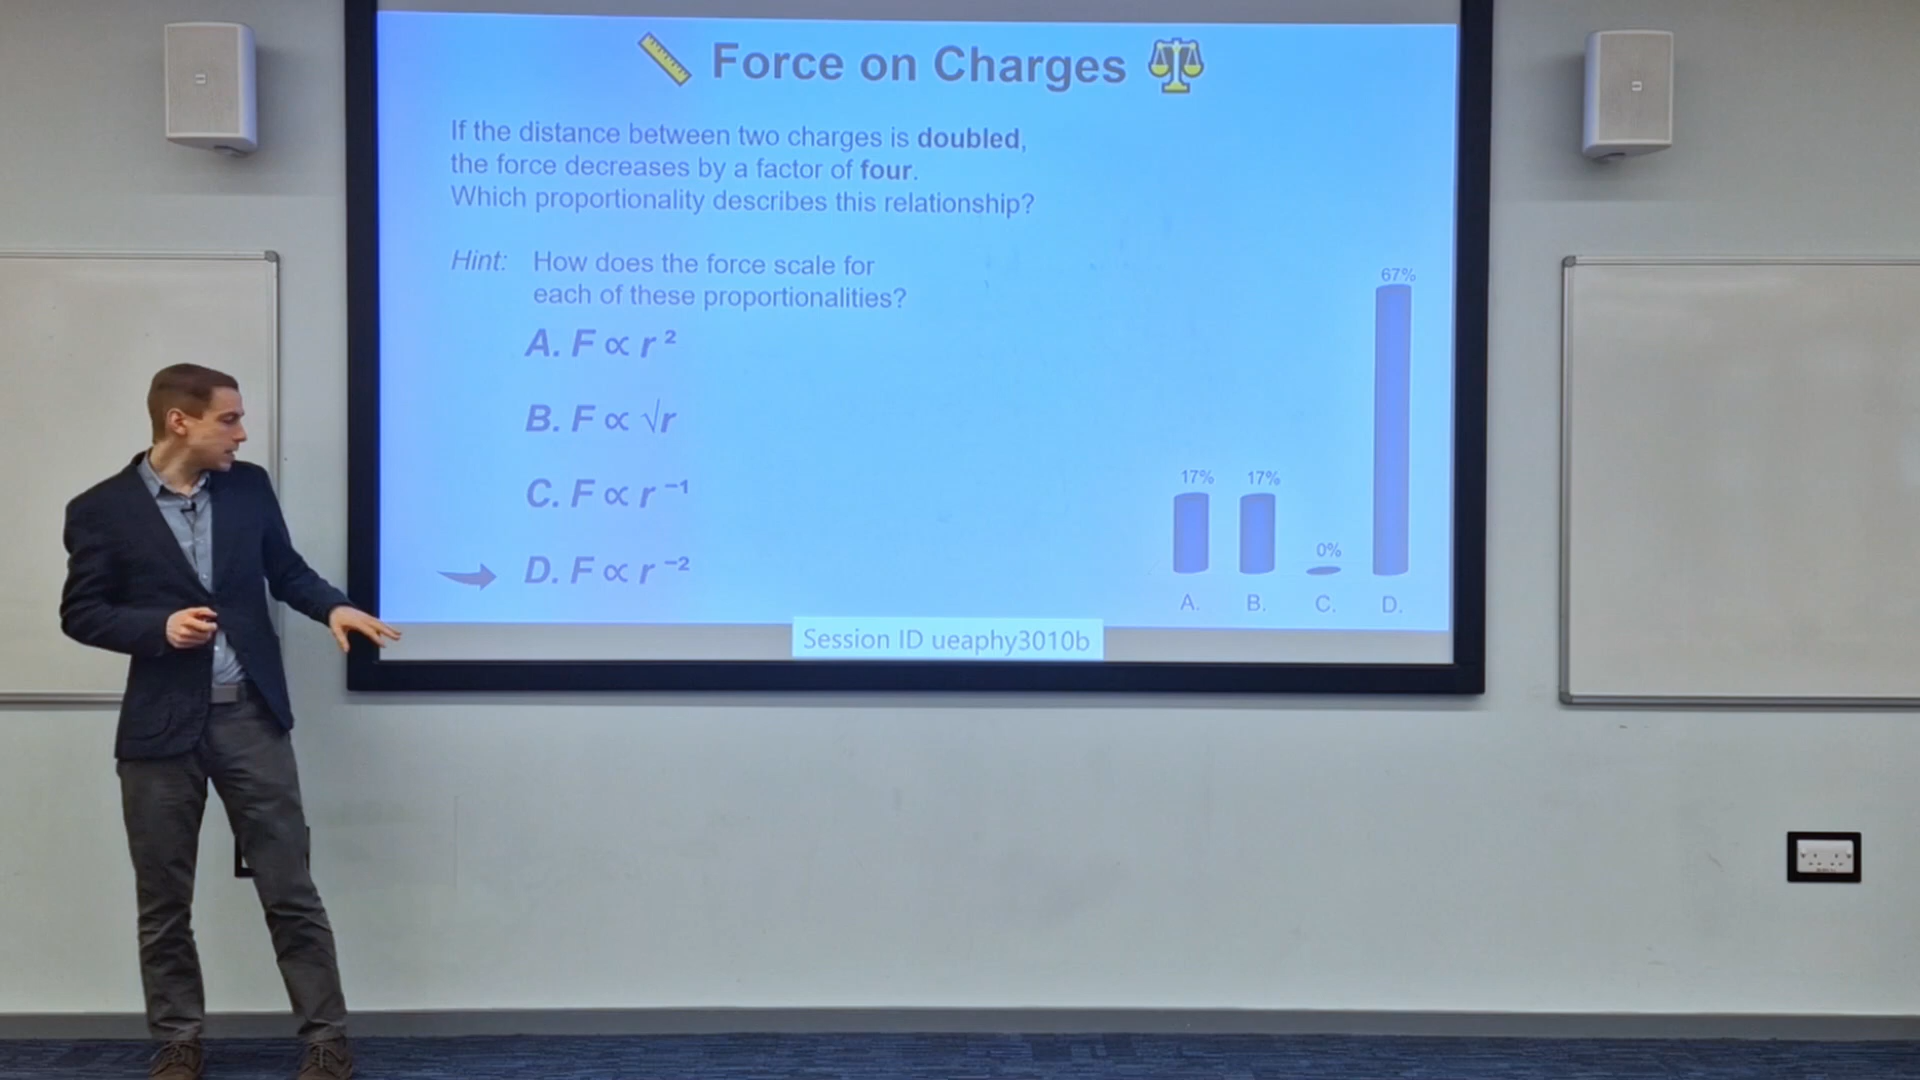 Force on Charges
If the distance between two charges is doubled,
the force decreases by a factor of four.
Which proportionality describes this relationship?
Hint: How does the force scale for
each of these proportionalities?
A. F ∝ r ²
B. F ∝ √r
C. F ∝ r ⁻¹
D. F ∝ r ⁻²
17%
17%
0%
67%
A.
B.
C.
D.
Session ID ueaphy3010b